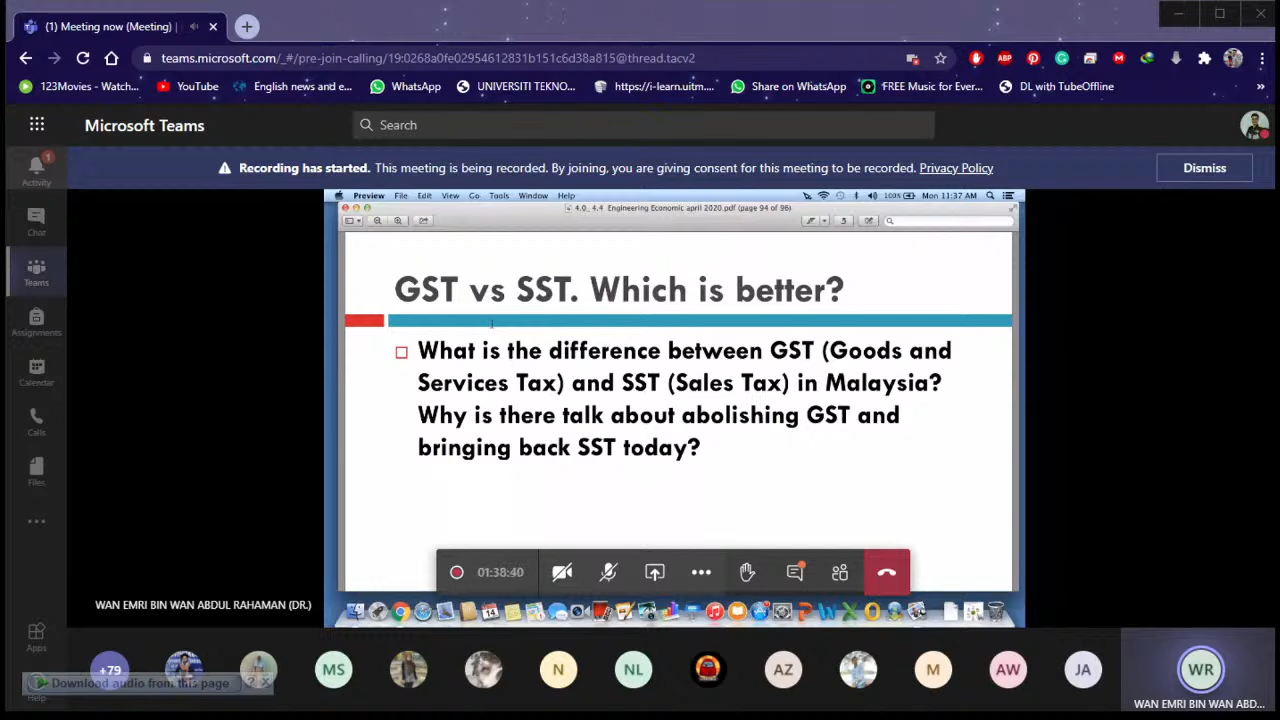 (1) Meeting now (Meeting) |
teams.microsoft.com/_#/pre-join-calling/19:0268a0fe02954612831b151c6d38a815@thread.tacv2
ABP
123Movies - Watch... YouTube English news and e... WhatsApp UNIVERSITI TEKNO... https://i-learn.uitm.... Share on WhatsApp FREE Music for Ever... DL with TubeOffline »
Microsoft Teams
Search
Recording has started. This meeting is being recorded. By joining, you are giving consent for this meeting to be recorded. Privacy Policy
Dismiss
1
Activity
Chat
Teams
Assignments
Calendar
Calls
Files
Apps
Help
Preview File Edit View Go Tools Window Help 100% Mon 11:37 AM
4.0_ 4.4 Engineering Economic april 2020.pdf (page 94 of 96)
GST vs SST. Which is better?
What is the difference between GST (Goods and
Services Tax) and SST (Sales Tax) in Malaysia?
Why is there talk about abolishing GST and
bringing back SST today?
01:38:40
WAN EMRI BIN WAN ABDUL RAHAMAN (DR.)
+79 MS N NL AZ M AW JA WR
Download audio from this page ? ×
WAN EMRI BIN WAN ABD...